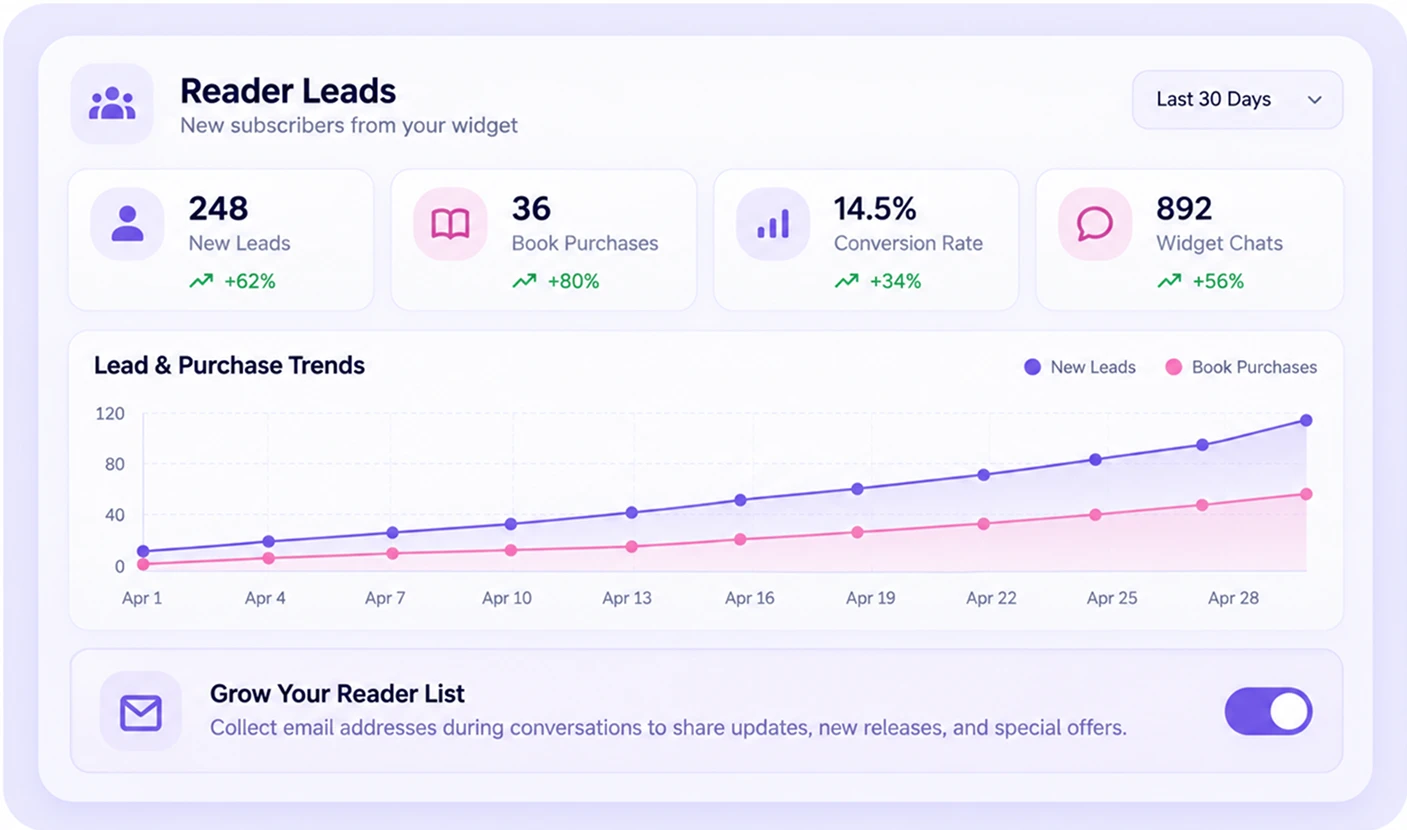 Reader Leads
New subscribers from your widget
Last 30 Days
248
New Leads
+62%
36
Book Purchases
+80%
14.5%
Conversion Rate
+34%
892
Widget Chats
+56%
Lead & Purchase Trends
New Leads
Book Purchases
120
80
40
0
Apr 1
Apr 4
Apr 7
Apr 10
Apr 13
Apr 16
Apr 19
Apr 22
Apr 25
Apr 28
Grow Your Reader List
Collect email addresses during conversations to share updates, new releases, and special offers.